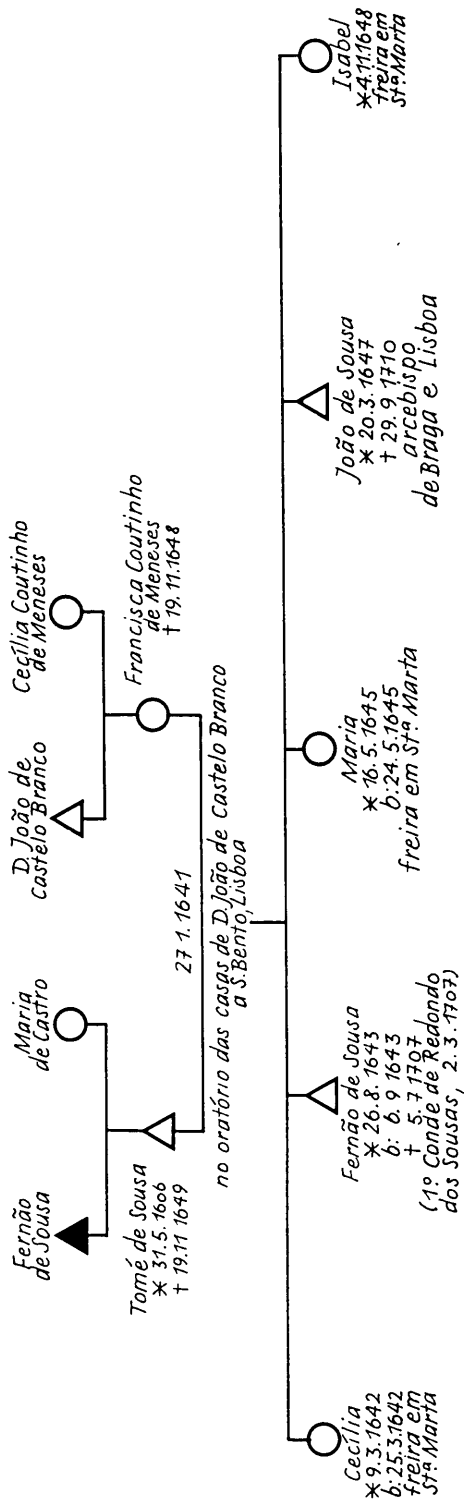 Fernão
de Sousa
Maria
de Castro
D. João de
Castelo Branco
Cecília Coutinho
de Meneses
Tomé de Sousa
* 31.5.1606
† 19.11 1649
Francisca Coutinho
de Meneses
† 19.11.1648
27 1.1641
no oratório das casas de D. João de Castelo Branco
a S. Bento, Lisboa
Cecília
* 9.3.1642
b: 25.3.1642
freira em
Stª Marta
Fernão de Sousa
* 26.8.1643
b: 6.9 1643
† 5.7 1707
(1º Conde de Redondo
dos Sousas, 2.3.1707)
Maria
* 16.5.1645
b: 24.5.1645
freira em Stª Marta
João de Sousa
* 20.3.1647
† 29.9.1710
arcebispo
de Braga e Lisboa
Isabel
* 4.11.1648
freira em
Stª Marta